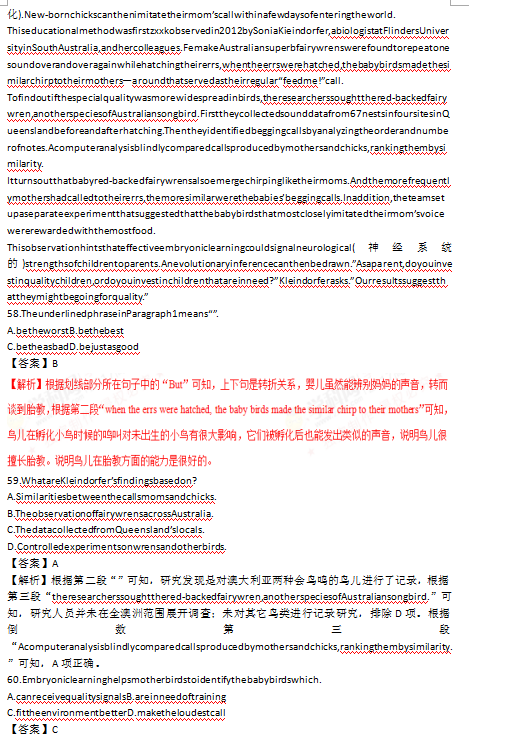 化).New-bornchickscanthenimitatetheirmom'scallwithinafewdaysofenteringtheworld.
Thiseducationalmethodwasfirstzxxkobservedin2012bySoniaKleindorfer,abiologistatFlindersUniver
sityinSouthAustralia,andhercolleagues.FemakeAustraliansuperbfairywrenswerefoundtorepeatone
soundoverandoveragainwhilehatchingtheirerrs,whentheerrswerehatched,thebabybirdsmadethesi
milarchirptotheirmothers—aroundthatservedastheirregular"feedme!"call.
Tofindoutifthespecialqualitywasmorewidespreadinbirds,theresearcherssoughtthered-backedfairy
wren,anotherspeciesofAustraliansongbird.Firsttheycollectedsounddatafrom67nestsinfoursitesinQ
ueenslandbeforeandafterhatching.Thentheyidentifiedbeggingcallsbyanalyzingtheorderandnumbe
rofnotes.Acomputeranalysisblindlycomparedcallsproducedbymothersandchicks,rankingthembysi
milarity.
Itturnsoutthatbabyred-backedfairywrensalsoemergechirpingliketheirmoms.Andthemorefrequentl
ymothershadcalledtotheirerrs,themoresimilarwerethebabies'beggingcalls.Inaddition,theteamset
upaseparateexperimentthatsuggestedthatthebabybirdsthatmostcloselyimitatedtheirmom'svoice
wererewardedwiththemostfood.
Thisobservationhintsthateffectiveembryoniclearningcouldsignalneurological( 神 经 系 统
的 )strengthsofchildrentoparents.Anevolutionaryinferencecanthenbedrawn."Asaparent,doyouinve
stinqualitychildren,ordoyouinvestinchildrenthatareinneed?"Kleindorferasks."Ourresultssuggestth
attheymightbegoingforquality."
58.TheunderlinedphraseinParagraph1means"".
A.betheworstB.bethebest
C.betheasbadD.bejustasgood
【答案】B
【解析】根据划线部分所在句子中的“But”可知，上下句是转折关系，婴儿虽然能辨别妈妈的声音，转而
谈到胎教，根据第二段“when the errs were hatched, the baby birds made the similar chirp to their mothers”可知，
鸟儿在孵化小鸟时候的鸣叫对未出生的小鸟有很大影响，它们被孵化后也能发出类似的声音，说明鸟儿很
擅长胎教。说明鸟儿在胎教方面的能力是很好的。
59.WhatareKleindorfer'sfindingsbasedon?
A.Similaritiesbetweenthecallsmomsandchicks.
B.TheobservationoffairywrensacrossAustralia.
C.ThedatacollectedfromQueensland'slocals.
D.Controlledexperimentsonwrensandotherbirds.
【答案】A
【解析】根据第二段“”可知，研究发现是对澳大利亚两种会鸟鸣的鸟儿进行了记录，根据
第三段“theresearcherssoughtthered-backedfairywren,anotherspeciesofAustraliansongbird.”可
知，研究人员并未在全澳洲范围展开调查；未对其它鸟类进行记录研究，排除 D 项。根据
倒 数 第 三 段
“Acomputeranalysisblindlycomparedcallsproducedbymothersandchicks,rankingthembysimilarity.
”可知，A 项正确。
60.Embryoniclearninghelpsmotherbirdstoidentifythebabybirdswhich.
A.canreceivequalitysignalsB.areinneedoftraining
C.fittheenvironmentbetterD.maketheloudestcall
【答案】C